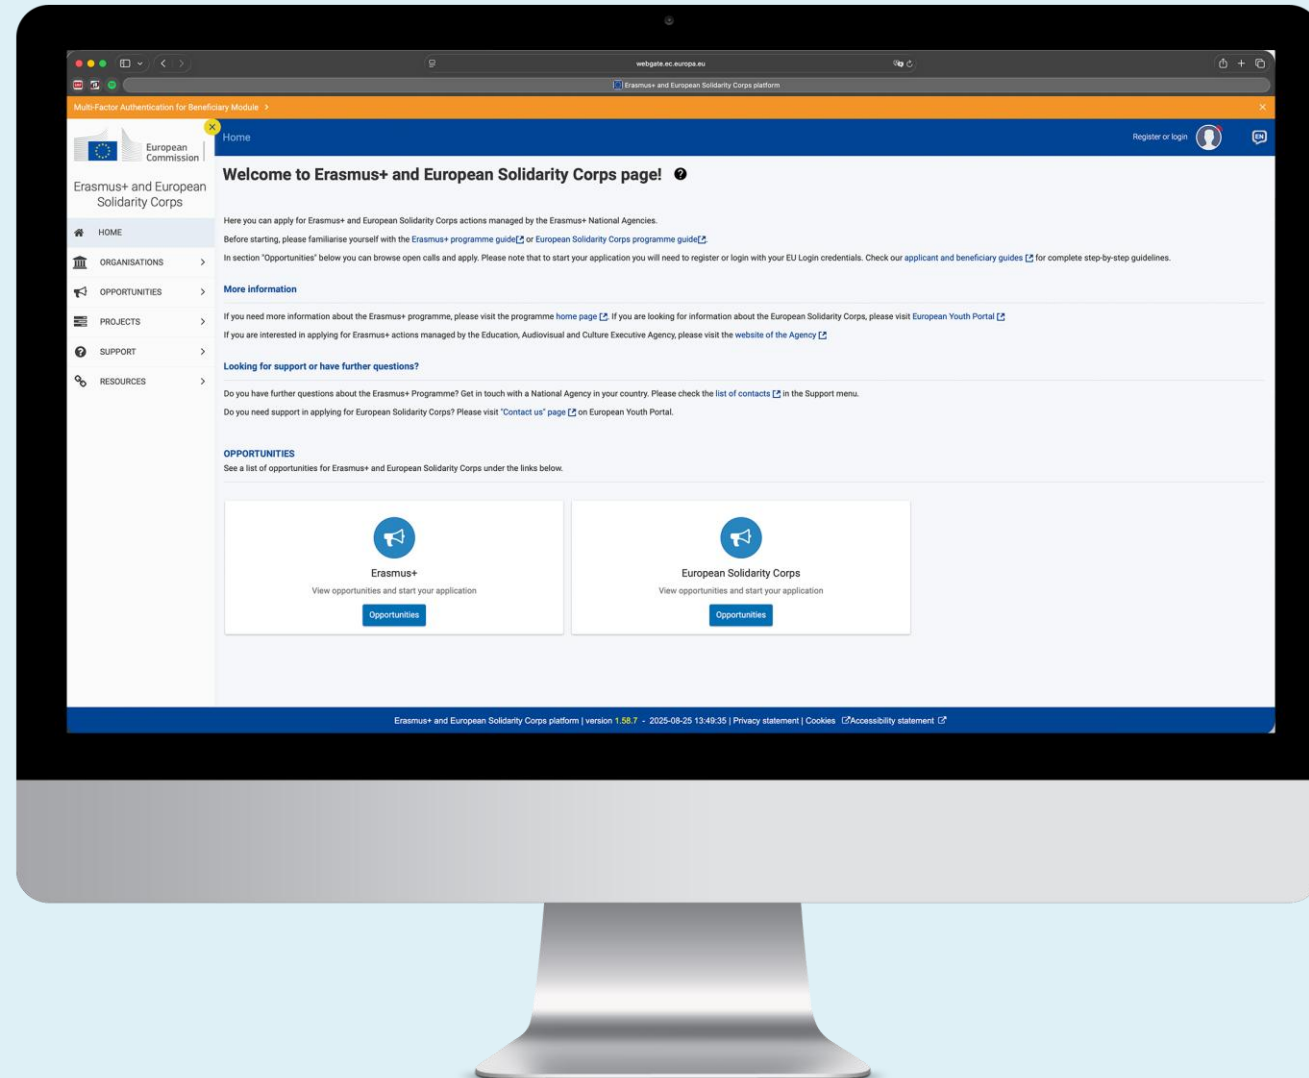 webgate.ec.europa.eu
Erasmus+ and European Solidarity Corps platform
Multi-Factor Authentication for Beneficiary Module >
European
Commission
Erasmus+ and European
Solidarity Corps
HOME
ORGANISATIONS
OPPORTUNITIES
PROJECTS
SUPPORT
RESOURCES
Home
Register or login
EN
Welcome to Erasmus+ and European Solidarity Corps page!
Here you can apply for Erasmus+ and European Solidarity Corps actions managed by the Erasmus+ National Agencies.
Before starting, please familiarise yourself with the Erasmus+ programme guide or European Solidarity Corps programme guide.
In section "Opportunities" below you can browse open calls and apply. Please note that to start your application you will need to register or login with your EU Login credentials. Check our applicant and beneficiary guides for complete step-by-step guidelines.
More information
If you need more information about the Erasmus+ programme, please visit the programme home page. If you are looking for information about the European Solidarity Corps, please visit European Youth Portal
If you are interested in applying for Erasmus+ actions managed by the Education, Audiovisual and Culture Executive Agency, please visit the website of the Agency
Looking for support or have further questions?
Do you have further questions about the Erasmus+ Programme? Get in touch with a National Agency in your country. Please check the list of contacts in the Support menu.
Do you need support in applying for European Solidarity Corps? Please visit "Contact us" page on European Youth Portal.
OPPORTUNITIES
See a list of opportunities for Erasmus+ and European Solidarity Corps under the links below.
Erasmus+
View opportunities and start your application
Opportunities
European Solidarity Corps
View opportunities and start your application
Opportunities
Erasmus+ and European Solidarity Corps platform | version 1.58.7 - 2025-08-25 13:49:35 | Privacy statement | Cookies Accessibility statement